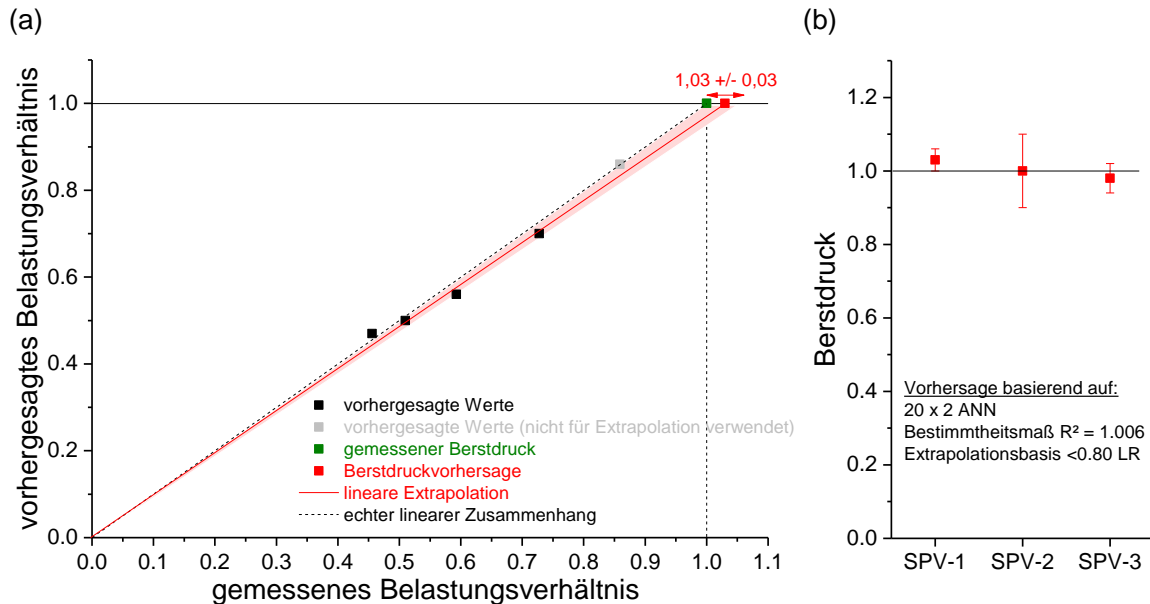 (a)
1,03 +/- 0,03
vorhergesagtes Belastungsverhältnis
1.0
0.8
0.6
0.4
0.2
0.0
vorhergesagte Werte
vorhergesagte Werte (nicht für Extrapolation verwendet)
gemessener Berstdruck
Berstdruckvorhersage
lineare Extrapolation
echter linearer Zusammenhang
0.0 0.1 0.2 0.3 0.4 0.5 0.6 0.7 0.8 0.9 1.0 1.1
gemessenes Belastungsverhältnis
(b)
Berstdruck
1.2
1.0
0.8
0.6
0.4
0.2
0.0
Vorhersage basierend auf:
20 x 2 ANN
Bestimmtheitsmaß R² = 1.006
Extrapolationsbasis <0.80 LR
SPV-1 SPV-2 SPV-3